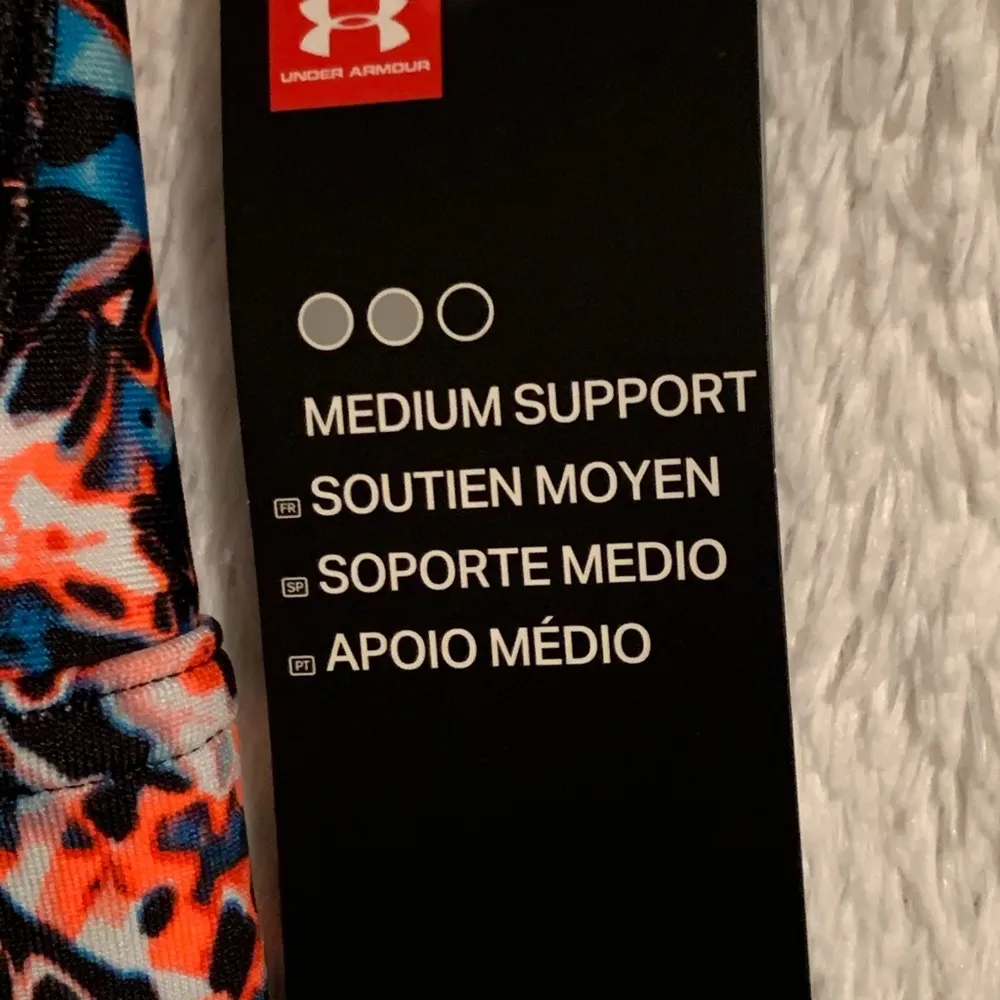 UNDER ARMOUR
MEDIUM SUPPORT
FR SOUTIEN MOYEN
SP SOPORTE MEDIO
PT APOIO MÉDIO